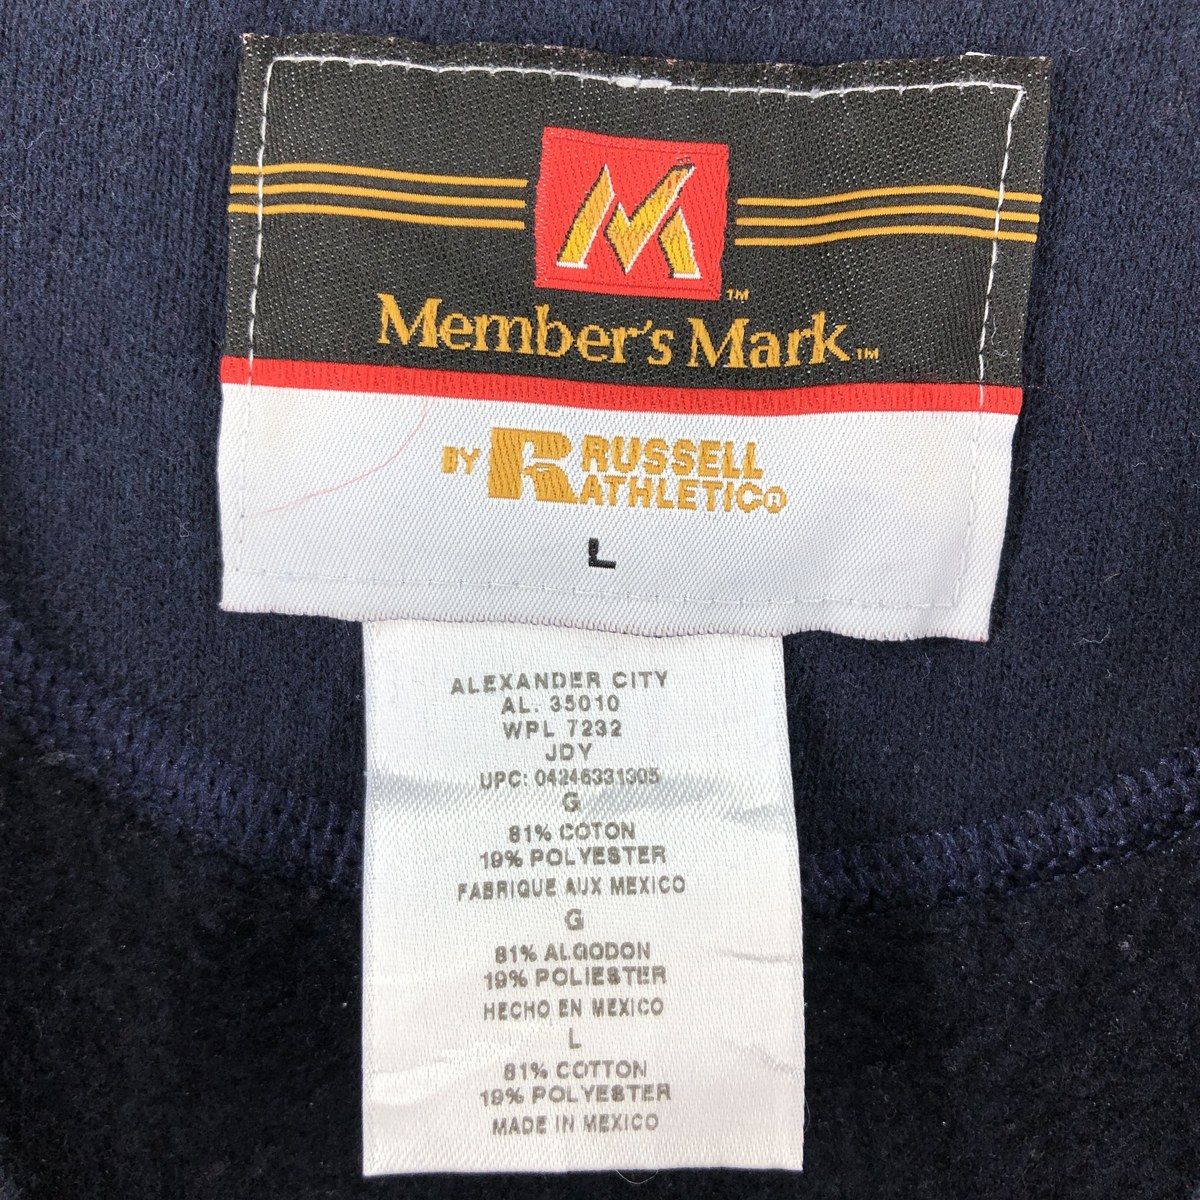 M™
Member's Mark™
BY R RUSSELL
ATHLETIC®
L
ALEXANDER CITY
AL. 35010
WPL 7232
JDY
UPC: 04246331305
G
81% COTON
19% POLYESTER
FABRIQUE AUX MEXICO
G
81% ALGODON
19% POLIESTER
HECHO EN MEXICO
L
81% COTTON
19% POLYESTER
MADE IN MEXICO